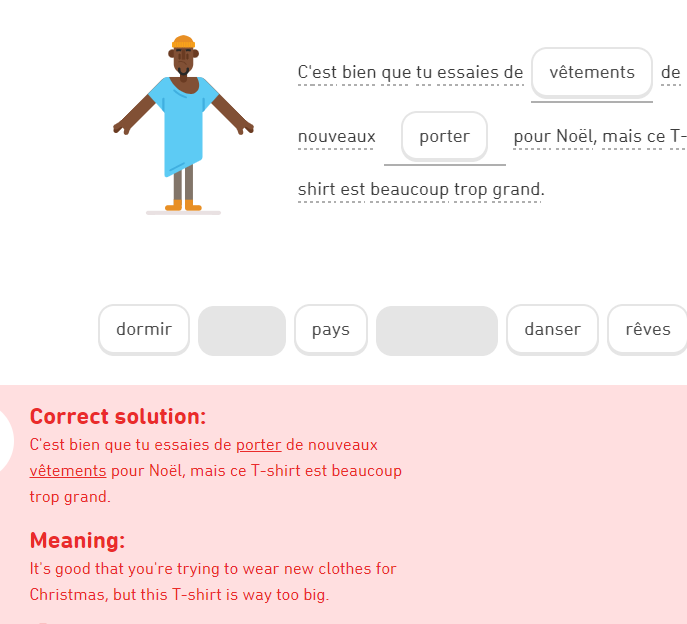 C'est bien que tu essaies de vêtements de
nouveaux porter pour Noël, mais ce T-
shirt est beaucoup trop grand.
dormir pays danser rêves
Correct solution:
C'est bien que tu essaies de porter de nouveaux
vêtements pour Noël, mais ce T-shirt est beaucoup
trop grand.
Meaning:
It's good that you're trying to wear new clothes for
Christmas, but this T-shirt is way too big.